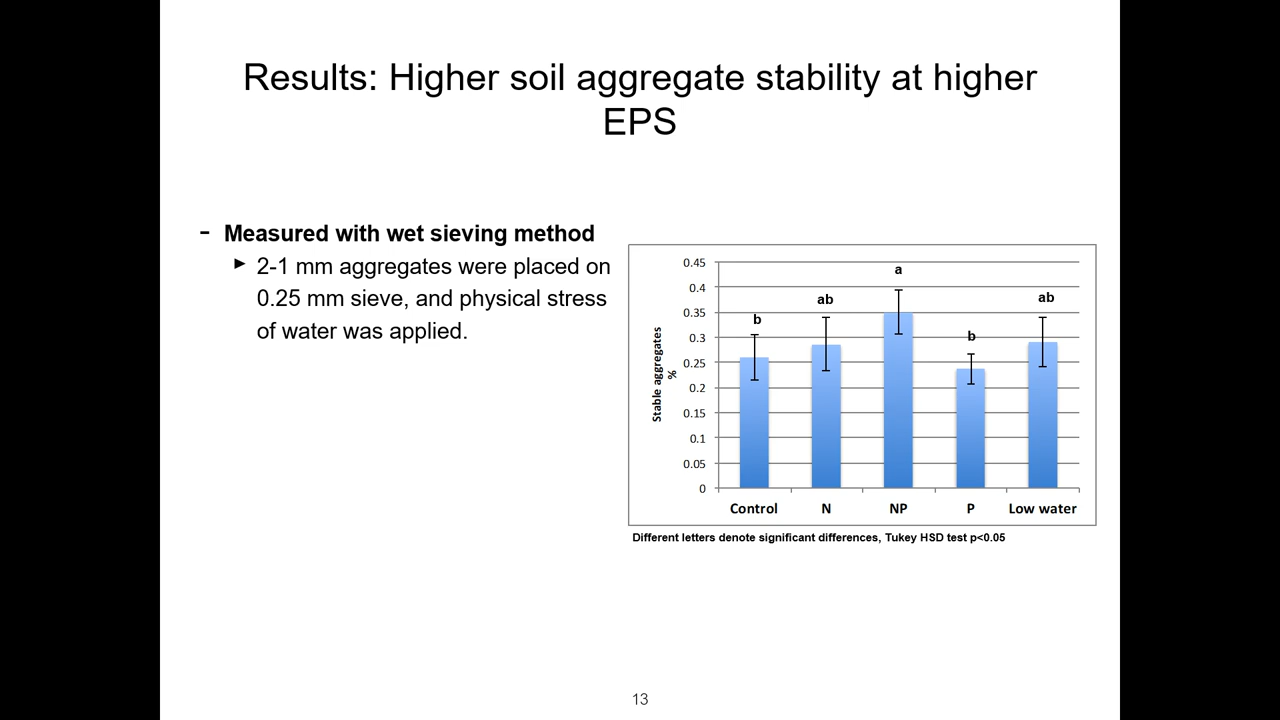 Results: Higher soil aggregate stability at higher
EPS
- Measured with wet sieving method
► 2-1 mm aggregates were placed on
0.25 mm sieve, and physical stress
of water was applied.
Stable aggregates
%
0.45
0.4
0.35
0.3
0.25
0.2
0.15
0.1
0.05
0
b
ab
a
b
ab
Control
N
NP
P
Low water
Different letters denote significant differences, Tukey HSD test p<0.05
13